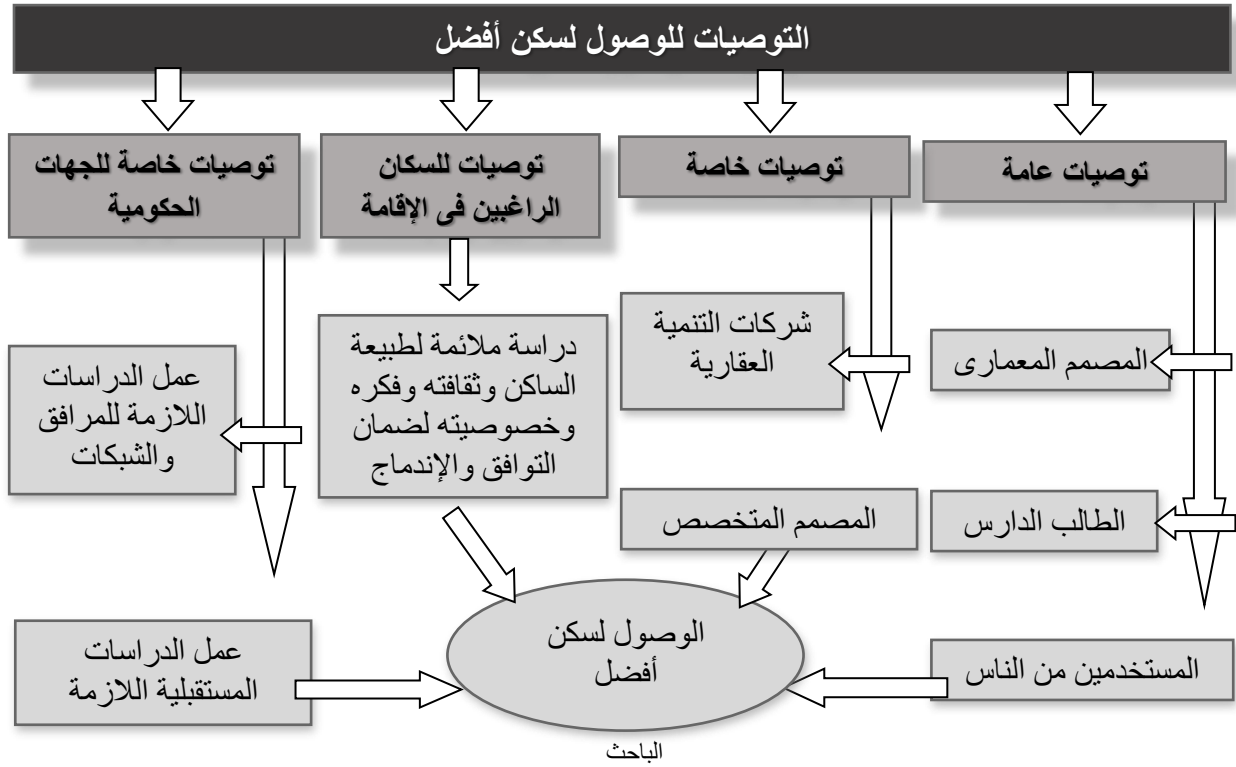 التوصيات للوصول لسكن أفضل
توصيات عامة
توصيات خاصة
توصيات للسكان
الراغبين فى الإقامة
توصيات خاصة للجهات
الحكومية
المصمم المعمارى
الطالب الدارس
المستخدمين من الناس
شركات التنمية
العقارية
المصمم المتخصص
دراسة ملائمة لطبيعة
الساكن وثقافته وفكره
وخصوصيته لضمان
التوافق والإندماج
عمل الدراسات
اللازمة للمرافق
والشبكات
عمل الدراسات
المستقبلية اللازمة
الوصول لسكن
أفضل
الباحث